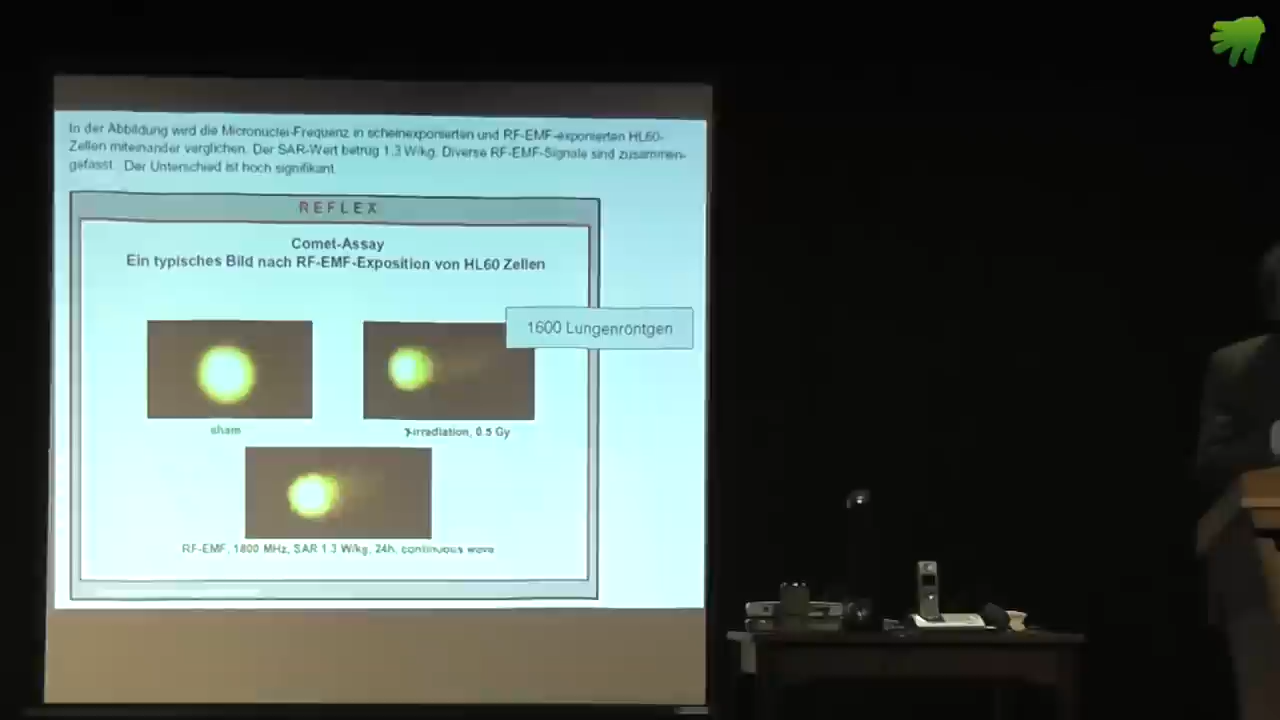 In der Abbildung wird die Micronuclei-Frequenz in scheinexponierten und RF-EMF-exponierten HL60-
Zellen miteinander verglichen. Der SAR-Wert betrug 1.3 W/kg. Diverse RF-EMF-Signale sind zusammen-
gefasst. Der Unterschied ist hoch signifikant.
REFLEX
Comet-Assay
Ein typisches Bild nach RF-EMF-Exposition von HL60 Zellen
1600 Lungenröntgen
sham
γ-irradiation, 0.5 Gy
RF-EMF, 1800 MHz, SAR 1.3 W/kg, 24h, continuous wave